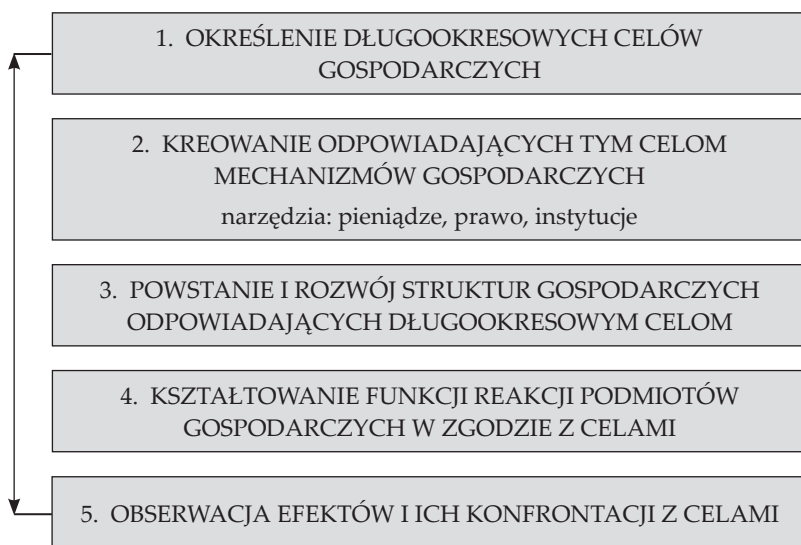 1. OKREŚLENIE DŁUGOOKRESOWYCH CELÓW
GOSPODARCZYCH
2. KREOWANIE ODPOWIADAJĄCYCH TYM CELOM
MECHANIZMÓW GOSPODARCZYCH
narzędzia: pieniądze, prawo, instytucje
3. POWSTANIE I ROZWÓJ STRUKTUR GOSPODARCZYCH
ODPOWIADAJĄCYCH DŁUGOOKRESOWYM CELOM
4. KSZTAŁTOWANIE FUNKCJI REAKCJI PODMIOTÓW
GOSPODARCZYCH W ZGODZIE Z CELAMI
5. OBSERWACJA EFEKTÓW I ICH KONFRONTACJI Z CELAMI